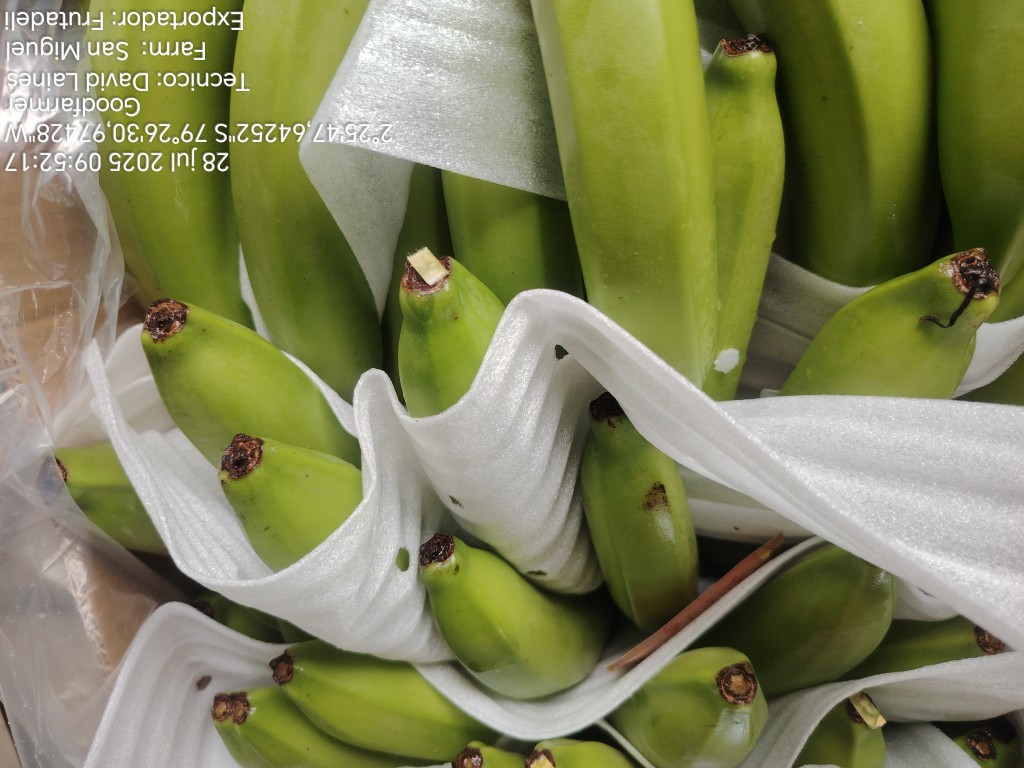 28 jul 2025 09:52:17
2°25'47,64252"S 79°26'30,97428"W
Goodfarmer
Tecnico: David Laines
Farm:  San Miguel
Exportador: Frutadeli